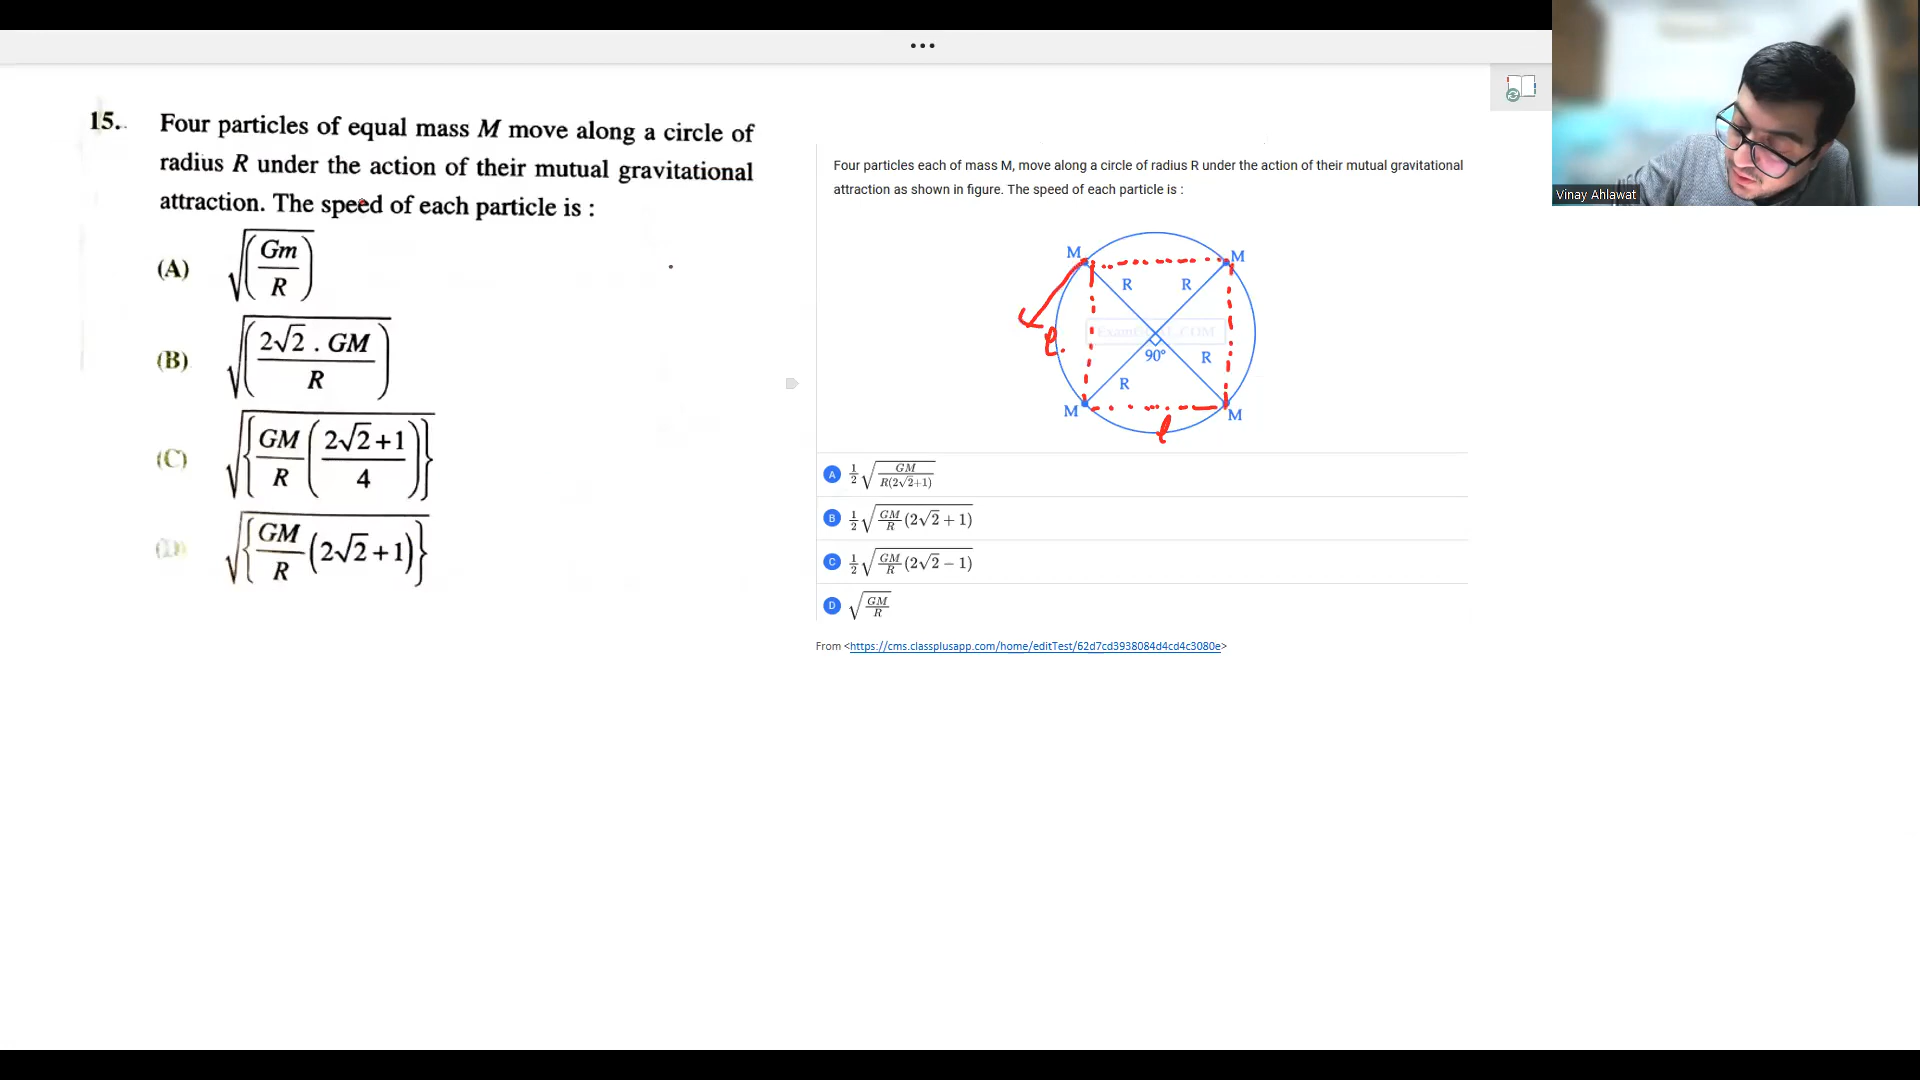 •••
Vinay Ahlawat
15.
Four particles of equal mass M move along a circle of
radius R under the action of their mutual gravitational
attraction. The speed of each particle is :
(A) √(Gm/R)
(B) √(2√2 . GM/R)
(C) √{GM/R (2√2+1/4)}
(D) √{GM/R (2√2+1)}
Four particles each of mass M, move along a circle of radius R under the action of their mutual gravitational
attraction as shown in figure. The speed of each particle is :
M
M
R
R
90°
R
R
M
M
l
l
A 1/2 √(GM/R(2√2+1))
B 1/2 √(GM/R (2√2 + 1))
C 1/2 √(GM/R (2√2 − 1))
D √(GM/R)
From <https://cms.classplusapp.com/home/editTest/62d7cd3938084d4cd4c3080e>